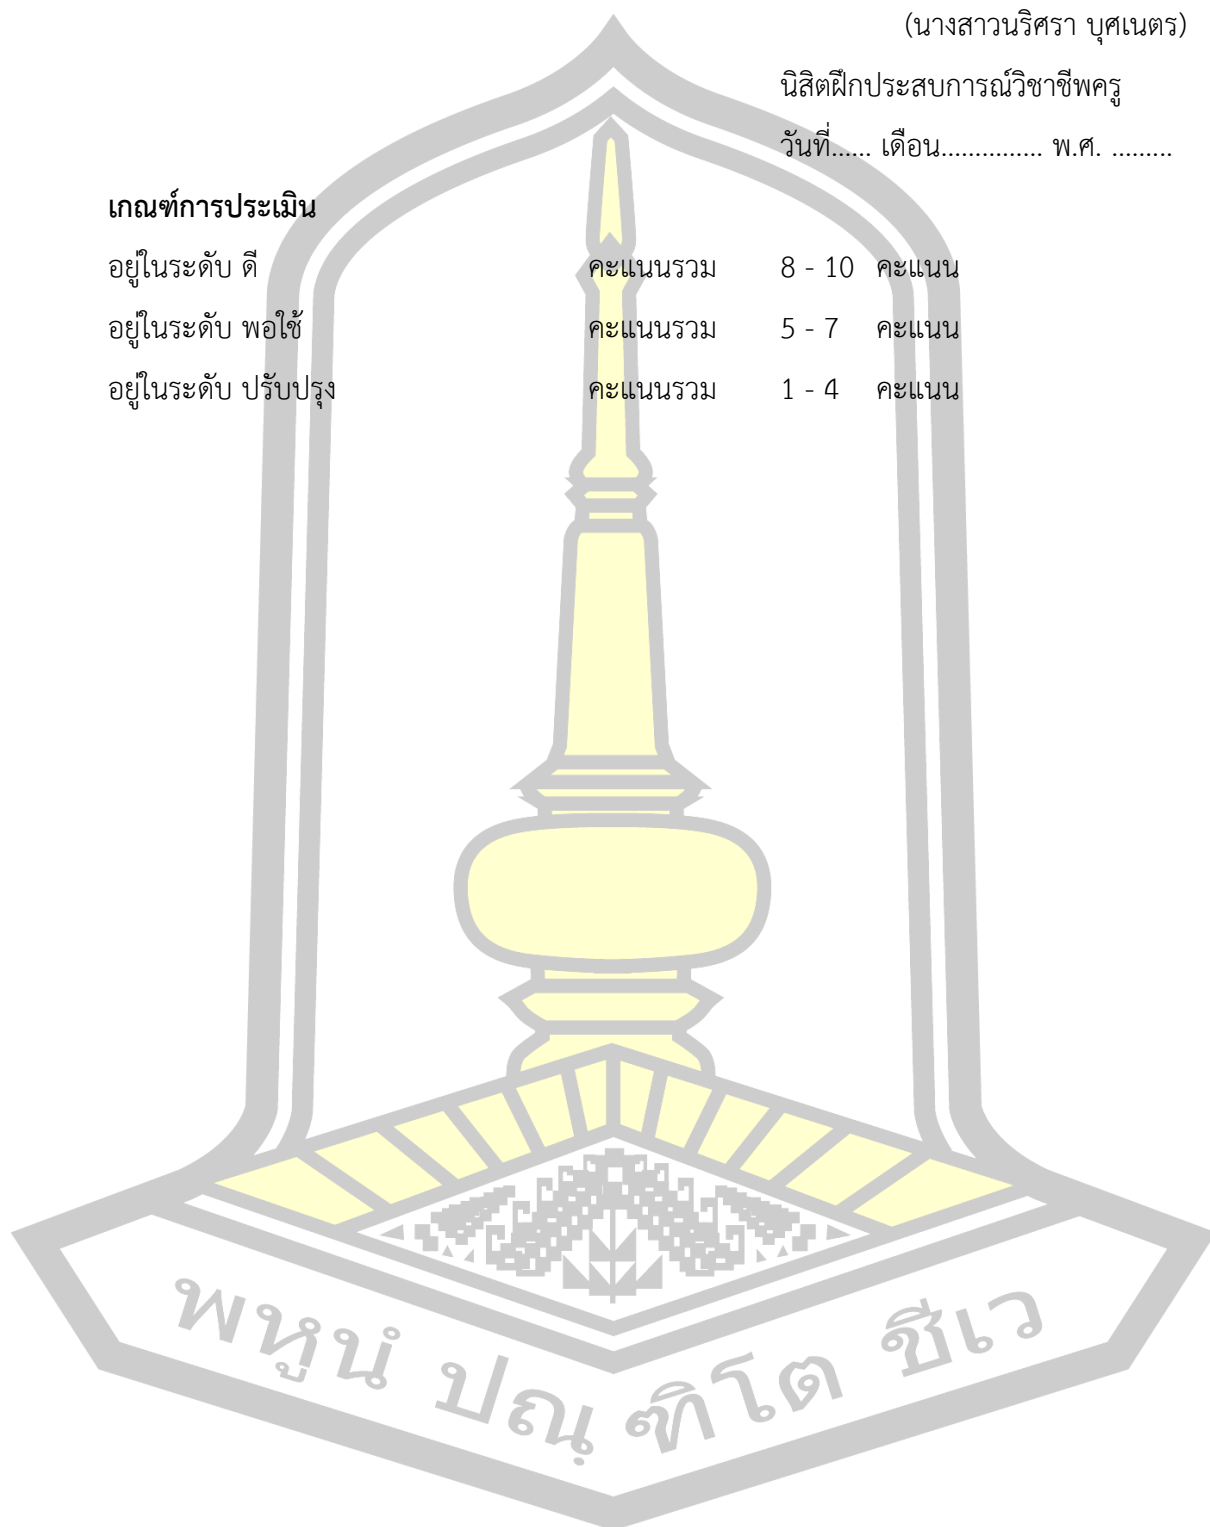 (นางสาวนริศรา บุศเนตร)
นิสิตฝึกประสบการณ์วิชาชีพครู
วันที่...... เดือน............... พ.ศ. .........
เกณฑ์การประเมิน
อยู่ในระดับ ดี คะแนนรวม 8 - 10 คะแนน
อยู่ในระดับ พอใช้ คะแนนรวม 5 - 7 คะแนน
อยู่ในระดับ ปรับปรุง คะแนนรวม 1 - 4 คะแนน
พหูนํ ปณฺฑิโต ชีเว